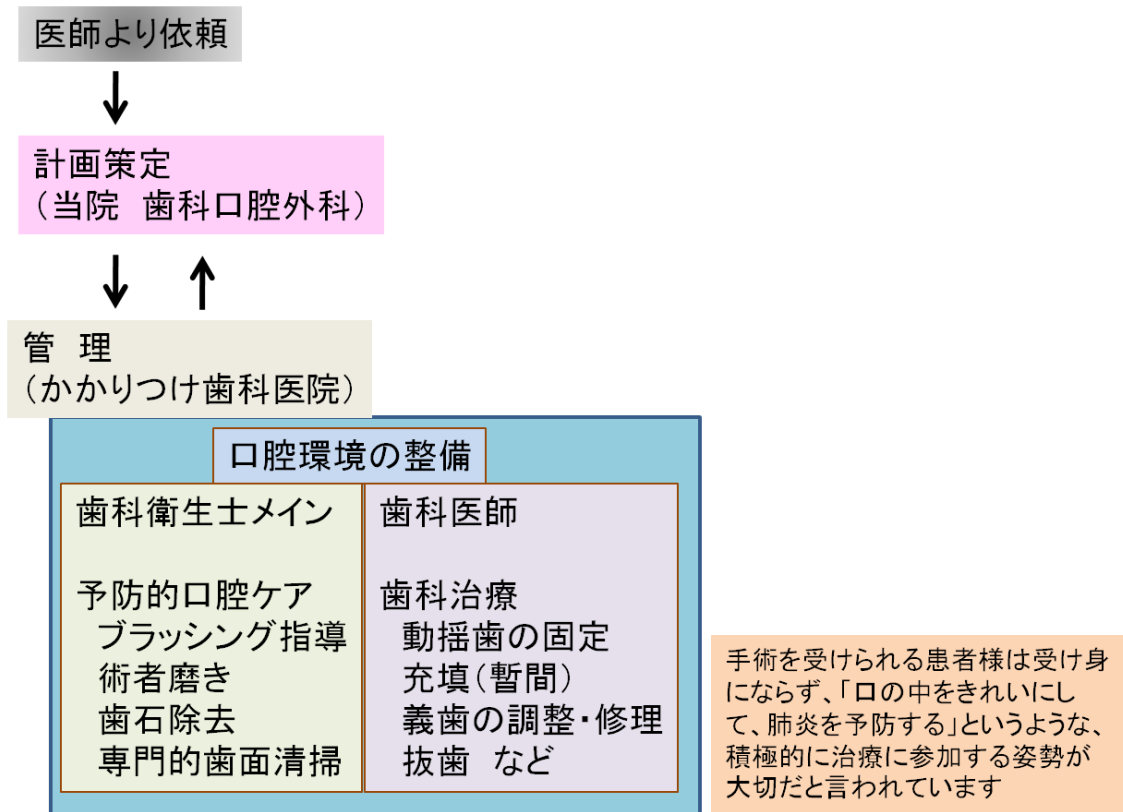 医師より依頼
計画策定
（当院　歯科口腔外科）
管　理
（かかりつけ歯科医院）
口腔環境の整備
歯科衛生士メイン
予防的口腔ケア
ブラッシング指導
術者磨き
歯石除去
専門的歯面清掃
歯科医師
歯科治療
動揺歯の固定
充填（暫間）
義歯の調整・修理
抜歯　など
手術を受けられる患者様は受け身
にならず、「口の中をきれいにし
て、肺炎を予防する」というような、
積極的に治療に参加する姿勢が
大切だと言われています